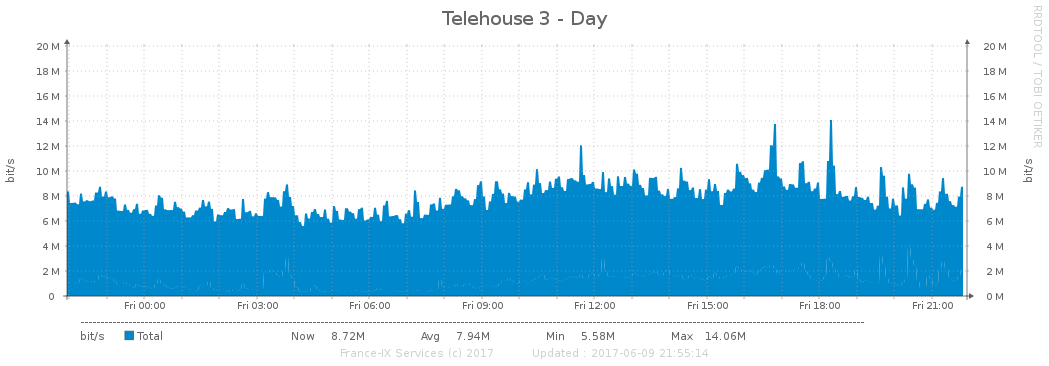 Telehouse 3 - Day
RRDTOOL / TOBI OETIKER
bit/s
20 M 20 M
18 M 18 M
16 M 16 M
14 M 14 M
12 M 12 M
10 M 10 M
8 M 8 M
6 M 6 M
4 M 4 M
2 M 2 M
0 0 M
bit/s
Fri 00:00 Fri 03:00 Fri 06:00 Fri 09:00 Fri 12:00 Fri 15:00 Fri 18:00 Fri 21:00
bit/s Total Now 8.72M Avg 7.94M Min 5.58M Max 14.06M
France-IX Services (c) 2017 Updated : 2017-06-09 21:55:14